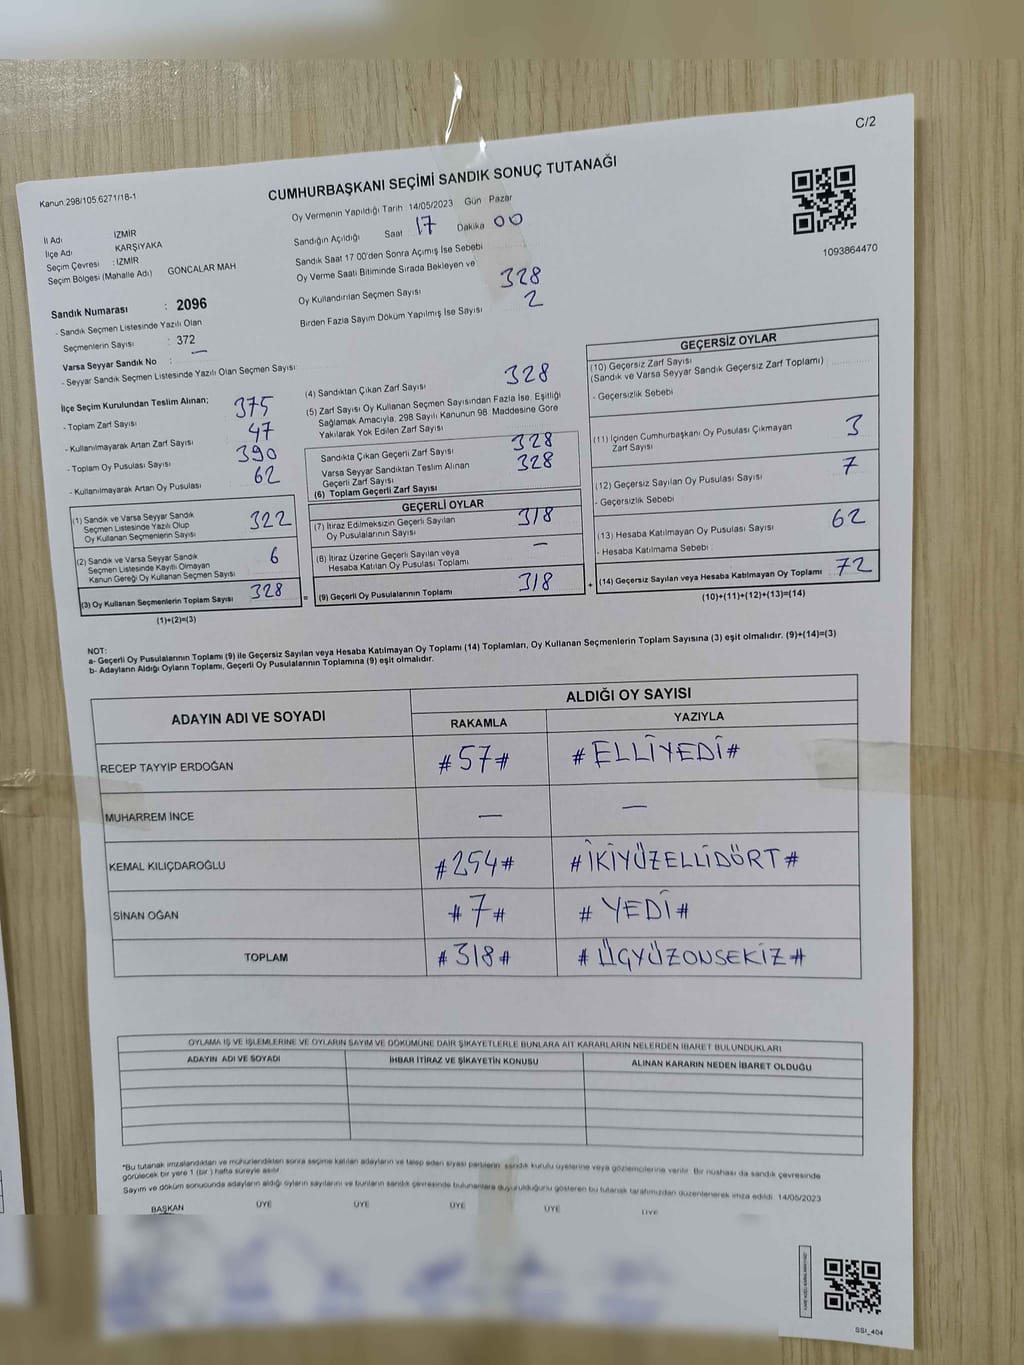 C/2
Kanun:298/105.6271/18-1
CUMHURBAŞKANI SEÇİMİ SANDIK SONUÇ TUTANAĞI
1093864470
İl Adı İZMİR
İlçe Adı KARŞIYAKA
Seçim Çevresi : İZMİR
Seçim Bölgesi (Mahalle Adı) GONCALAR MAH
Sandık Numarası : 2096
- Sandık Seçmen Listesinde Yazılı Olan
Seçmenlerin Sayısı : 372
Varsa Seyyar Sandık No : —
- Seyyar Sandık Seçmen Listesinde Yazılı Olan Seçmen Sayısı:
Oy Vermenin Yapıldığı Tarih 14/05/2023 Gün Pazar
Sandığın Açıldığı Saat 17 Dakika 00
Sandık Saat 17 00'den Sonra Açımış İse Sebebi
Oy Verme Saati Bitiminde Sırada Bekleyen ve
Oy Kullandırılan Seçmen Sayısı 328
Birden Fazla Sayım Döküm Yapılmış İse Sayısı 2
İlçe Seçim Kurulundan Teslim Alınan;
- Toplam Zarf Sayısı 375
- Kullanılmayarak Artan Zarf Sayısı 47
- Toplam Oy Pusulası Sayısı 390
- Kullanılmayarak Artan Oy Pusulası 62
(1) Sandık ve Varsa Seyyar Sandık
Seçmen Listesinde Yazılı Olup
Oy Kullanan Seçmenlerin Sayısı 322
(2) Sandık ve Varsa Seyyar Sandık
Seçmen Listesinde Kayıtlı Olmayan
Kanun Gereği Oy Kullanan Seçmen Sayısı 6
(3) Oy Kullanan Seçmenlerin Toplam Sayısı 328 =
(1)+(2)=(3)
(4) Sandıktan Çıkan Zarf Sayısı 328
(5) Zarf Sayısı Oy Kullanan Seçmen Sayısından Fazla İse, Eşitliği
Sağlamak Amacıyla, 298 Sayılı Kanunun 98. Maddesine Göre
Yakılarak Yok Edilen Zarf Sayısı
Sandıkta Çıkan Geçerli Zarf Sayısı 328
Varsa Seyyar Sandıktan Teslim Alınan
Geçerli Zarf Sayısı 328
(6) Toplam Geçerli Zarf Sayısı
GEÇERLİ OYLAR
(7) İtiraz Edilmeksizin Geçerli Sayılan
Oy Pusulalarının Sayısı 318
(8) İtiraz Üzerine Geçerli Sayılan veya
Hesaba Katılan Oy Pusulası Toplamı —
(9) Geçerli Oy Pusulalarının Toplamı 318 +
GEÇERSİZ OYLAR
(10) Geçersiz Zarf Sayısı
(Sandık ve Varsa Seyyar Sandık Geçersiz Zarf Toplamı)
- Geçersizlik Sebebi
(11) İçinden Cumhurbaşkanı Oy Pusulası Çıkmayan
Zarf Sayısı 3
(12) Geçersiz Sayılan Oy Pusulası Sayısı 7
- Geçersizlik Sebebi
(13) Hesaba Katılmayan Oy Pusulası Sayısı 62
- Hesaba Katılmama Sebebi
(14) Geçersiz Sayılan veya Hesaba Katılmayan Oy Toplamı 72
(10)+(11)+(12)+(13)=(14)
NOT:
a- Geçerli Oy Pusulalarının Toplamı (9) ile Geçersiz Sayılan veya Hesaba Katılmayan Oy Toplamı (14) Toplamları, Oy Kullanan Seçmenlerin Toplam Sayısına (3) eşit olmalıdır. (9)+(14)=(3)
b- Adayların Aldığı Oyların Toplamı, Geçerli Oy Pusulalarının Toplamına (9) eşit olmalıdır.
ADAYIN ADI VE SOYADI ALDIĞI OY SAYISI
RAKAMLA YAZIYLA
RECEP TAYYİP ERDOĞAN #57# #ELLİYEDİ#
MUHARREM İNCE — —
KEMAL KILIÇDAROĞLU #254# #İKİYÜZELLİDÖRT#
SİNAN OĞAN #7# #YEDİ#
TOPLAM #318# #ÜÇYÜZONSEKİZ#
OYLAMA İŞ VE İŞLEMLERİNE VE OYLARIN SAYIM VE DÖKÜMÜNE DAİR ŞİKAYETLERLE BUNLARA AİT KARARLARIN NELERDEN İBARET BULUNDUKLARI
ADAYIN ADI VE SOYADI İHBAR İTİRAZ VE ŞİKAYETİN KONUSU ALINAN KARARIN NEDEN İBARET OLDUĞU
*Bu tutanak imzalandıktan ve mühürlendikten sonra seçime katılan adayların ve talep eden siyasi partilerin sandık kurulu üyelerine veya gözlemcilerine verilir. Bir nüshası da sandık çevresinde
görülecek bir yere 1 (bir) hafta süreyle asılır.
Sayım ve döküm sonucunda adayların aldığı oyların sayılarını ve bunların sandık çevresinde bulunanlara duyurulduğunu gösteren bu tutanak tarafımızdan düzenlenerek imza edildi. 14/05/2023
BAŞKAN ÜYE ÜYE ÜYE ÜYE ÜYE
SSI_404